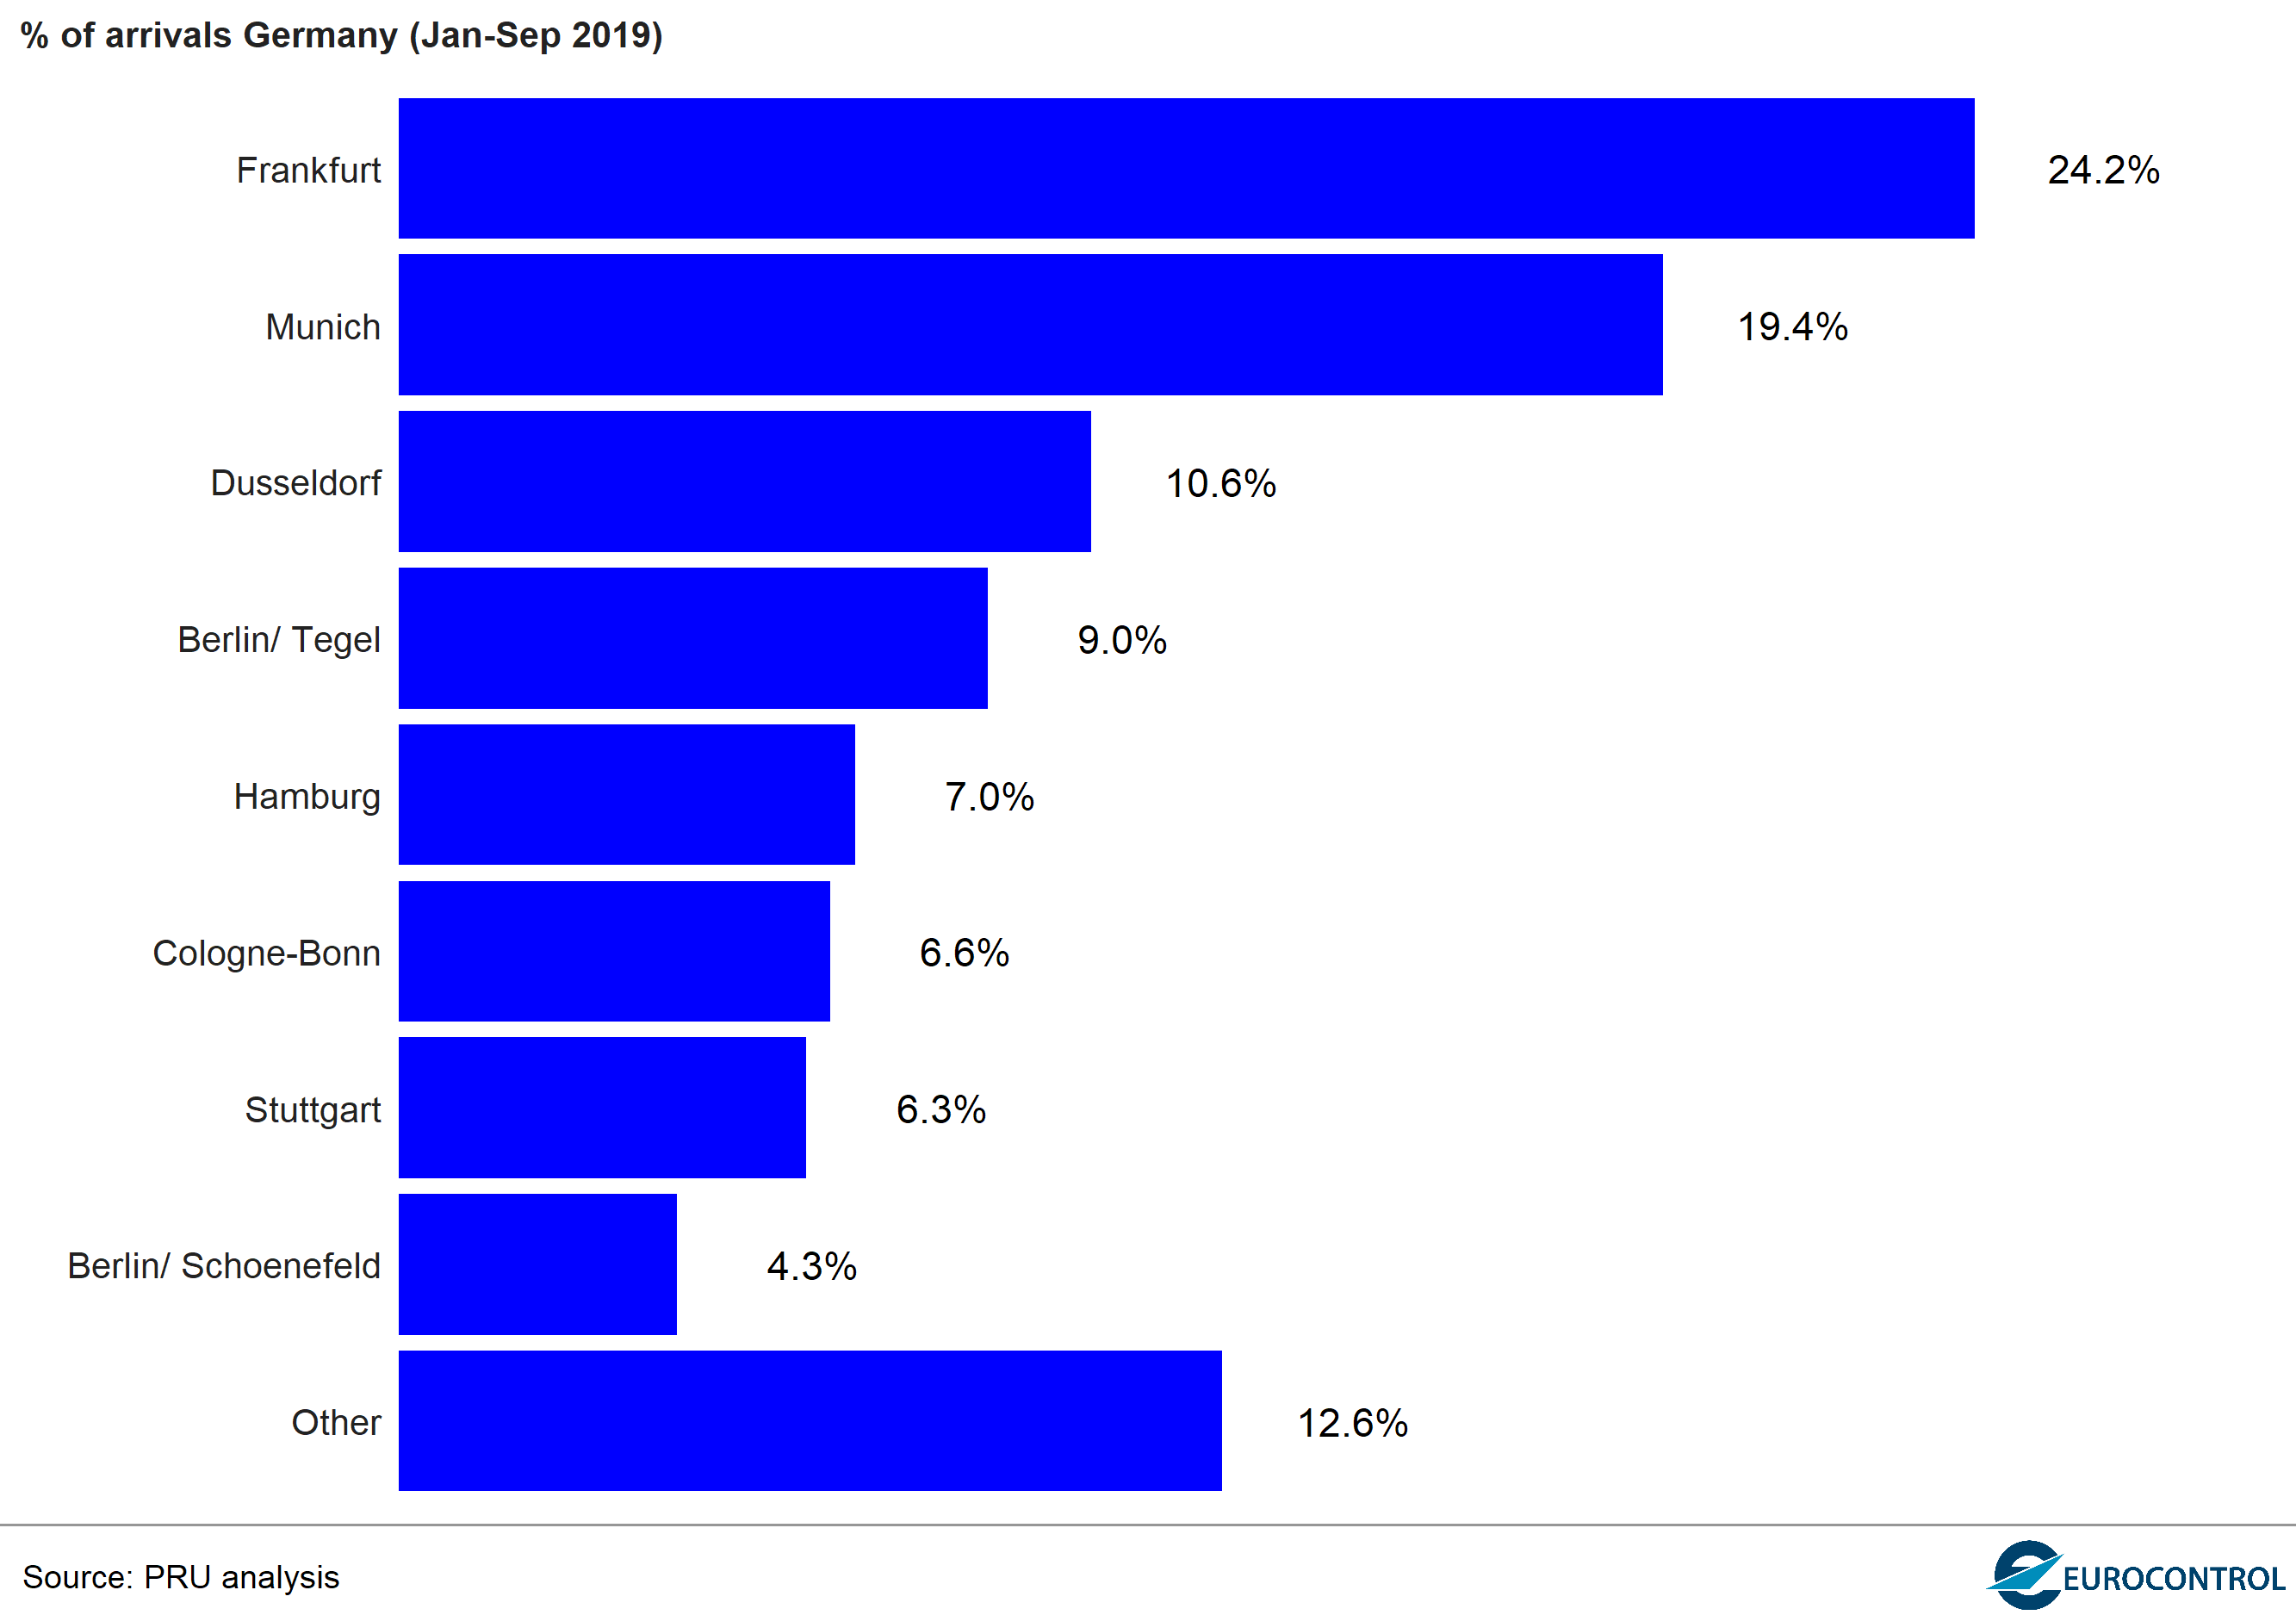 % of arrivals Germany (Jan-Sep 2019)
Frankfurt 24.2%
Munich 19.4%
Dusseldorf 10.6%
Berlin/ Tegel 9.0%
Hamburg 7.0%
Cologne-Bonn 6.6%
Stuttgart 6.3%
Berlin/ Schoenefeld 4.3%
Other 12.6%
Source: PRU analysis
EUROCONTROL